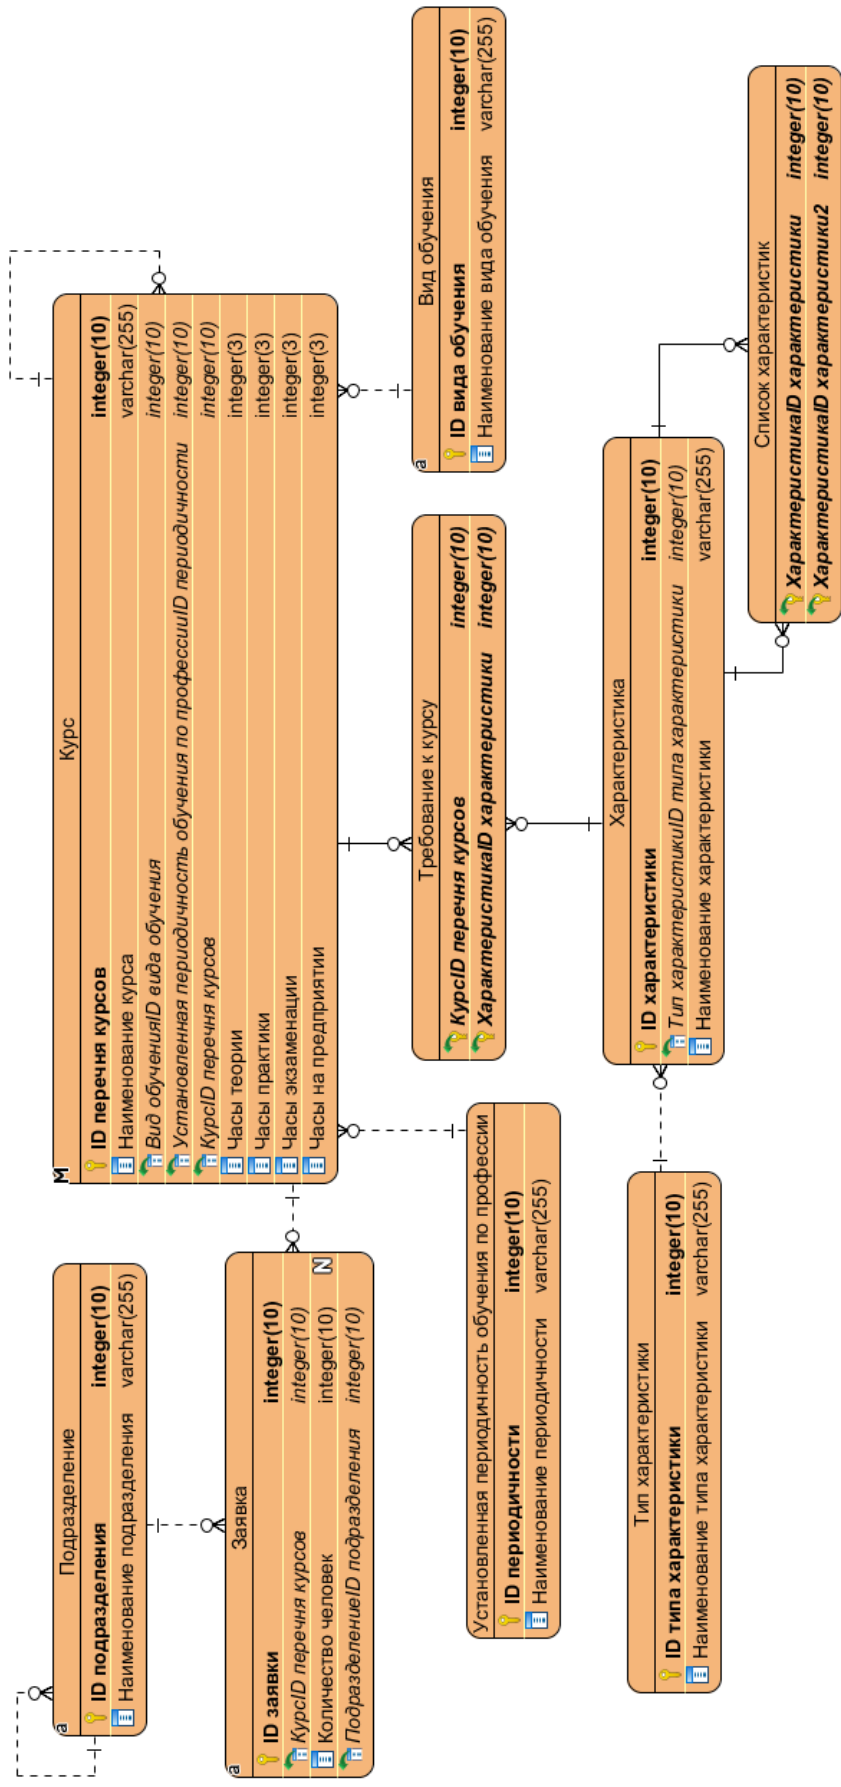 Подразделение
ID подразделения integer(10)
Наименование подразделения varchar(255)
a
Заявка
ID заявки integer(10)
КурсID перечня курсов integer(10)
Количество человек integer(10) N
ПодразделениеID подразделения integer(10)
a
Курс
M
ID перечня курсов integer(10)
Наименование курса varchar(255)
Вид обученияID вида обучения integer(10)
Установленная периодичность обучения по профессииID периодичности integer(10)
КурсID перечня курсов integer(10)
Часы теории integer(3)
Часы практики integer(3)
Часы экзаменации integer(3)
Часы на предприятии integer(3)
Установленная периодичность обучения по профессии
ID периодичности integer(10)
Наименование периодичности varchar(255)
Требование к курсу
КурсID перечня курсов integer(10)
ХарактеристикаID характеристики integer(10)
Вид обучения
a
ID вида обучения integer(10)
Наименование вида обучения varchar(255)
Тип характеристики
ID типа характеристики integer(10)
Наименование типа характеристики varchar(255)
Характеристика
ID характеристики integer(10)
Тип характеристикиID типа характеристики integer(10)
Наименование характеристики varchar(255)
Список характеристик
ХарактеристикаID характеристики integer(10)
ХарактеристикаID характеристики2 integer(10)